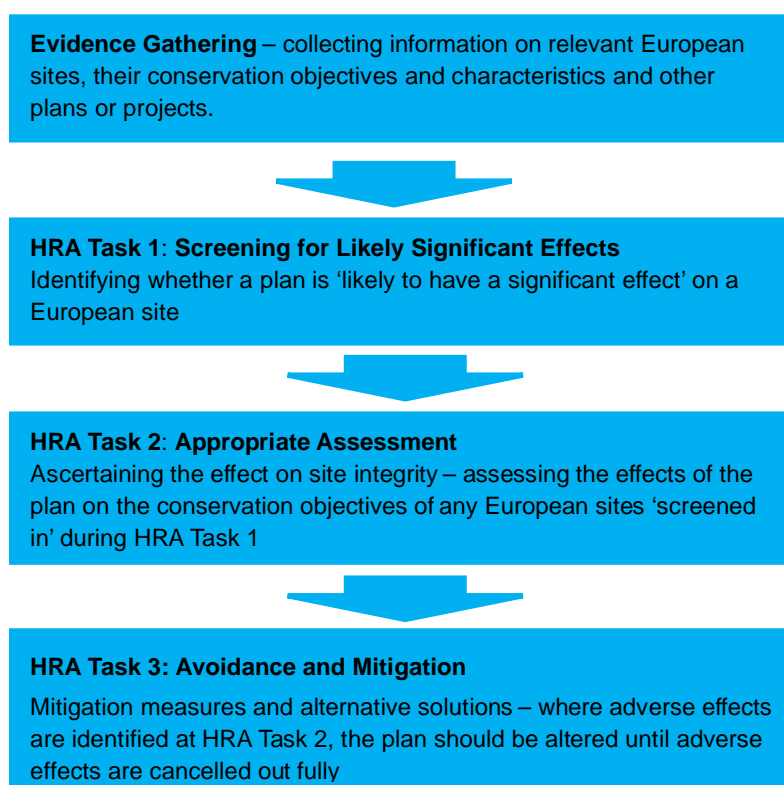 Evidence Gathering – collecting information on relevant European
sites, their conservation objectives and characteristics and other
plans or projects.
HRA Task 1: Screening for Likely Significant Effects
Identifying whether a plan is ‘likely to have a significant effect’ on a
European site
HRA Task 2: Appropriate Assessment
Ascertaining the effect on site integrity – assessing the effects of the
plan on the conservation objectives of any European sites ‘screened
in’ during HRA Task 1
HRA Task 3: Avoidance and Mitigation
Mitigation measures and alternative solutions – where adverse effects
are identified at HRA Task 2, the plan should be altered until adverse
effects are cancelled out fully